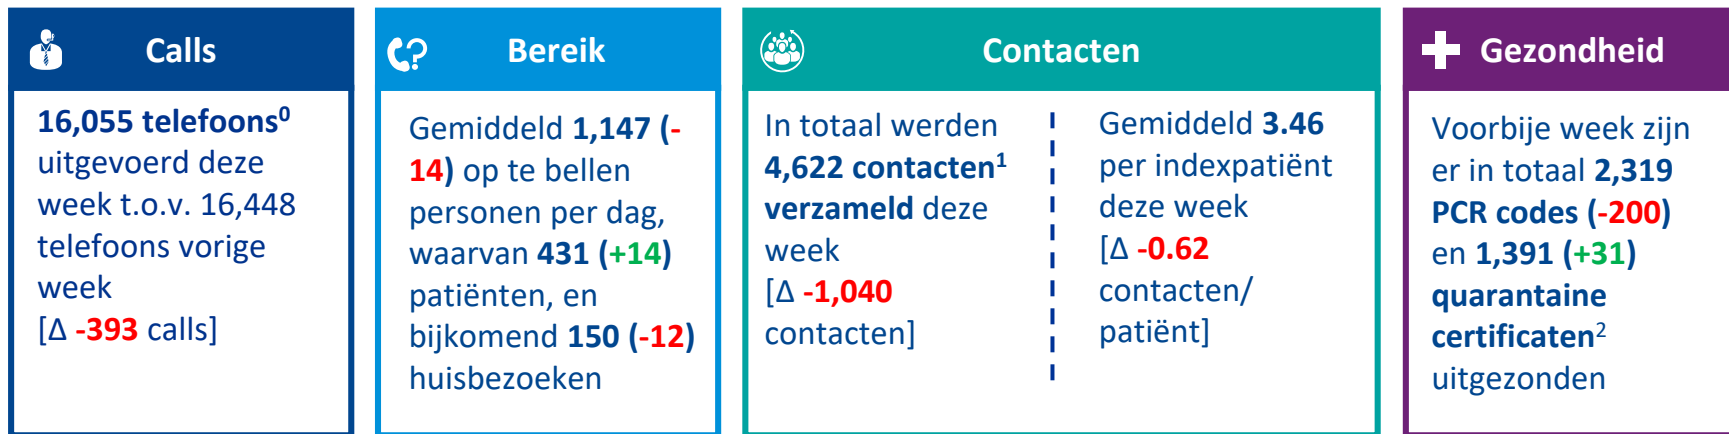 Calls
16,055 telefoons⁰
uitgevoerd deze
week t.o.v. 16,448
telefoons vorige
week
[Δ -393 calls]
Bereik
Gemiddeld 1,147 (-
14) op te bellen
personen per dag,
waarvan 431 (+14)
patiënten, en
bijkomend 150 (-12)
huisbezoeken
Contacten
In totaal werden
4,622 contacten¹
verzameld deze
week
[Δ -1,040
contacten]
Gemiddeld 3.46
per indexpatiënt
deze week
[Δ -0.62
contacten/
patiënt]
Gezondheid
Voorbije week zijn
er in totaal 2,319
PCR codes (-200)
en 1,391 (+31)
quarantaine
certificaten²
uitgezonden